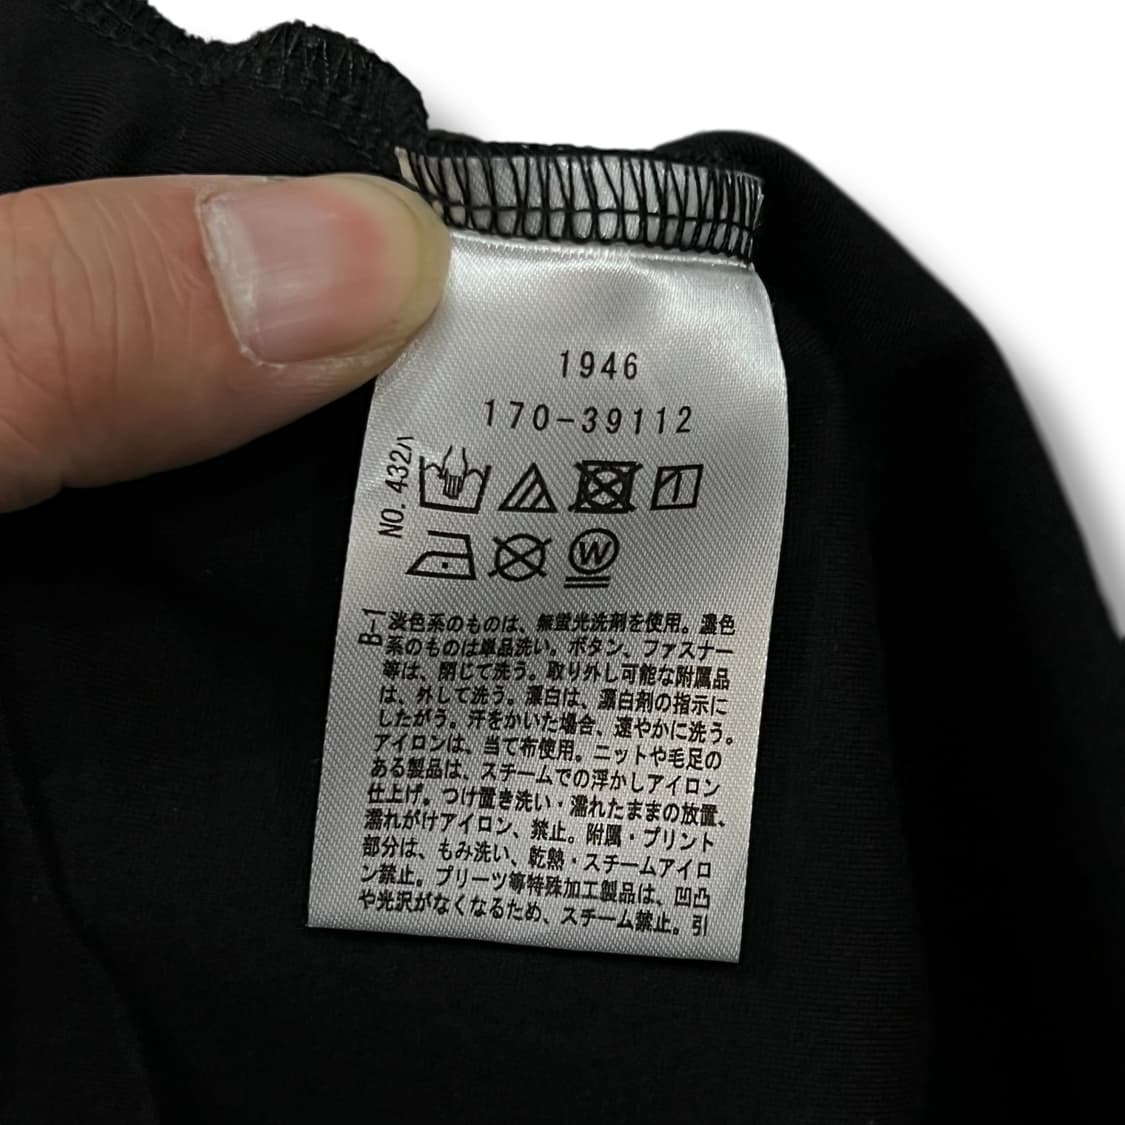 1946
170-39112
NO. 432ハ
W
B-1
淡色系のものは、無蛍光洗剤を使用。濃色
系のものは単品洗い。ボタン、ファスナー
等は、閉じて洗う。取り外し可能な附属品
は、外して洗う。漂白は、漂白剤の指示に
したがう。汗をかいた場合、速やかに洗う。
アイロンは、当て布使用。ニットや毛足の
ある製品は、スチームでの浮かしアイロン
仕上げ。つけ置き洗い・濡れたままの放置、
濡れがけアイロン、禁止。附属・プリント
部分は、もみ洗い、乾熱・スチームアイロ
ン禁止。プリーツ等特殊加工製品は、凹凸
や光沢がなくなるため、スチーム禁止。引